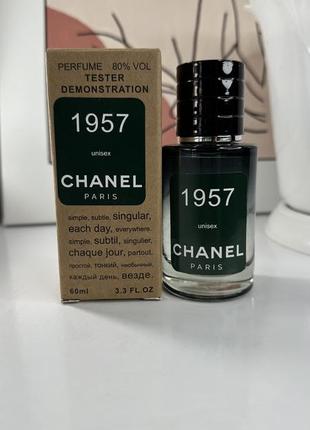 PERFUME 80% VOL
TESTER
DEMONSTRATION
1957
unisex
CHANEL
PARIS
simple, subtle, singular,
each day, everywhere.
simple, subtil, singulier,
chaque jour, partout.
простой, тонкий, необычный,
каждый день, везде.
60ml 3.3 FL.OZ
1957
unisex
CHANEL
PARIS